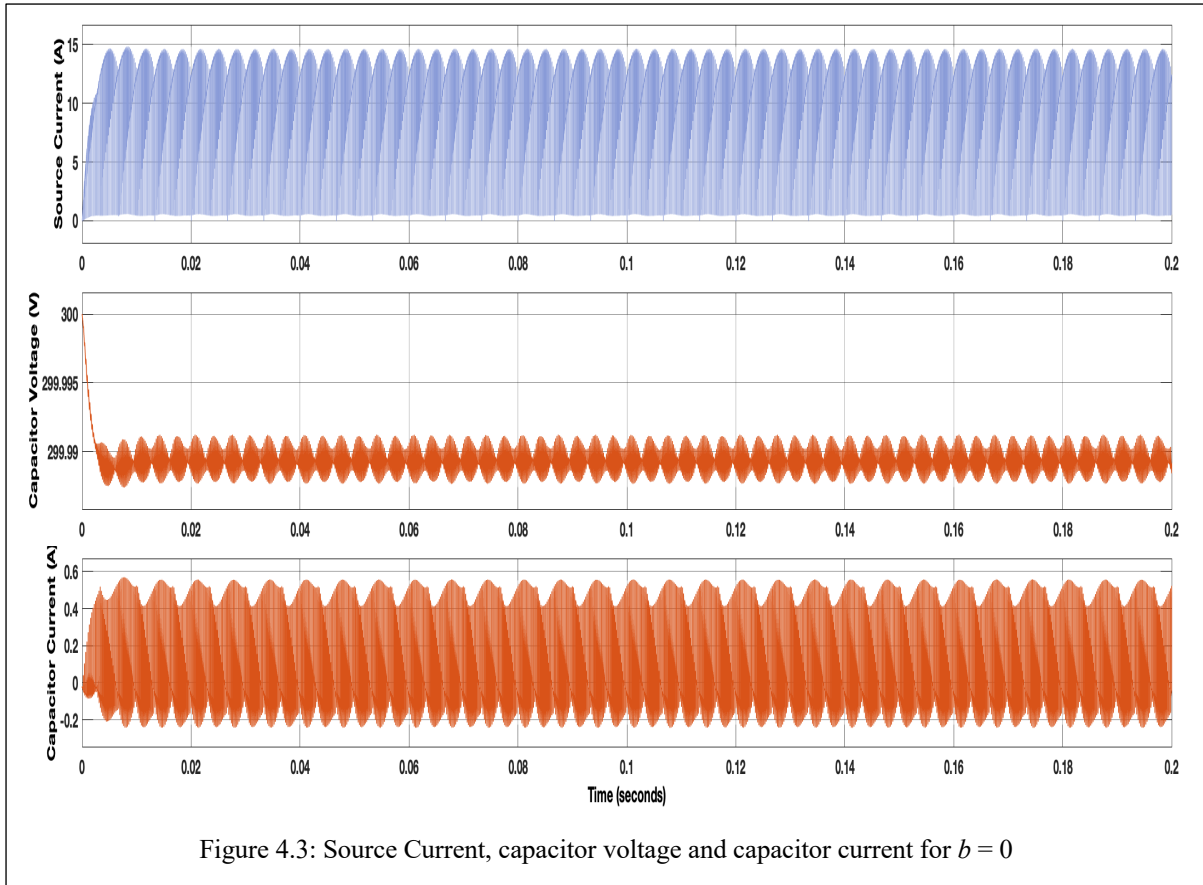 Source Current (A)
15
10
5
0
0 0.02 0.04 0.06 0.08 0.1 0.12 0.14 0.16 0.18 0.2
Capacitor Voltage (V)
300
299.995
299.99
0 0.02 0.04 0.06 0.08 0.1 0.12 0.14 0.16 0.18 0.2
Capacitor Current (A)
0.6
0.4
0.2
0
-0.2
0 0.02 0.04 0.06 0.08 0.1 0.12 0.14 0.16 0.18 0.2
Time (seconds)
Figure 4.3: Source Current, capacitor voltage and capacitor current for b = 0